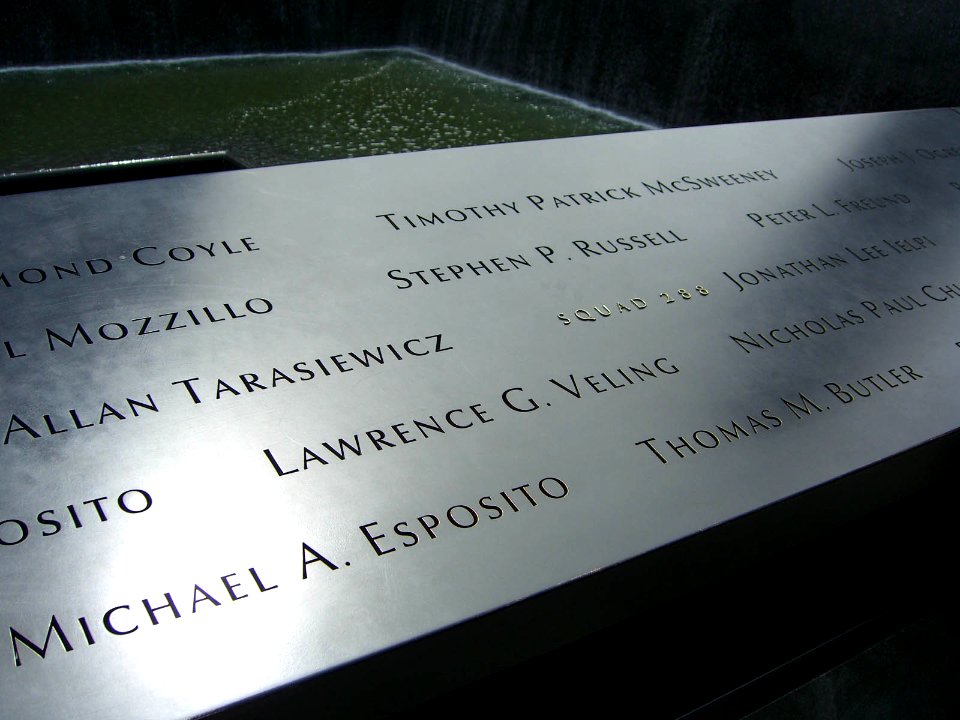 MOND COYLE TIMOTHY PATRICK MCSWEENEY JOSEPH J.
L MOZZILLO STEPHEN P. RUSSELL PETER L. FREUND
ALLAN TARASIEWICZ SQUAD 288 JONATHAN LEE IELPI
OSITO LAWRENCE G. VELING NICHOLAS PAUL
MICHAEL A. ESPOSITO THOMAS M. BUTLER